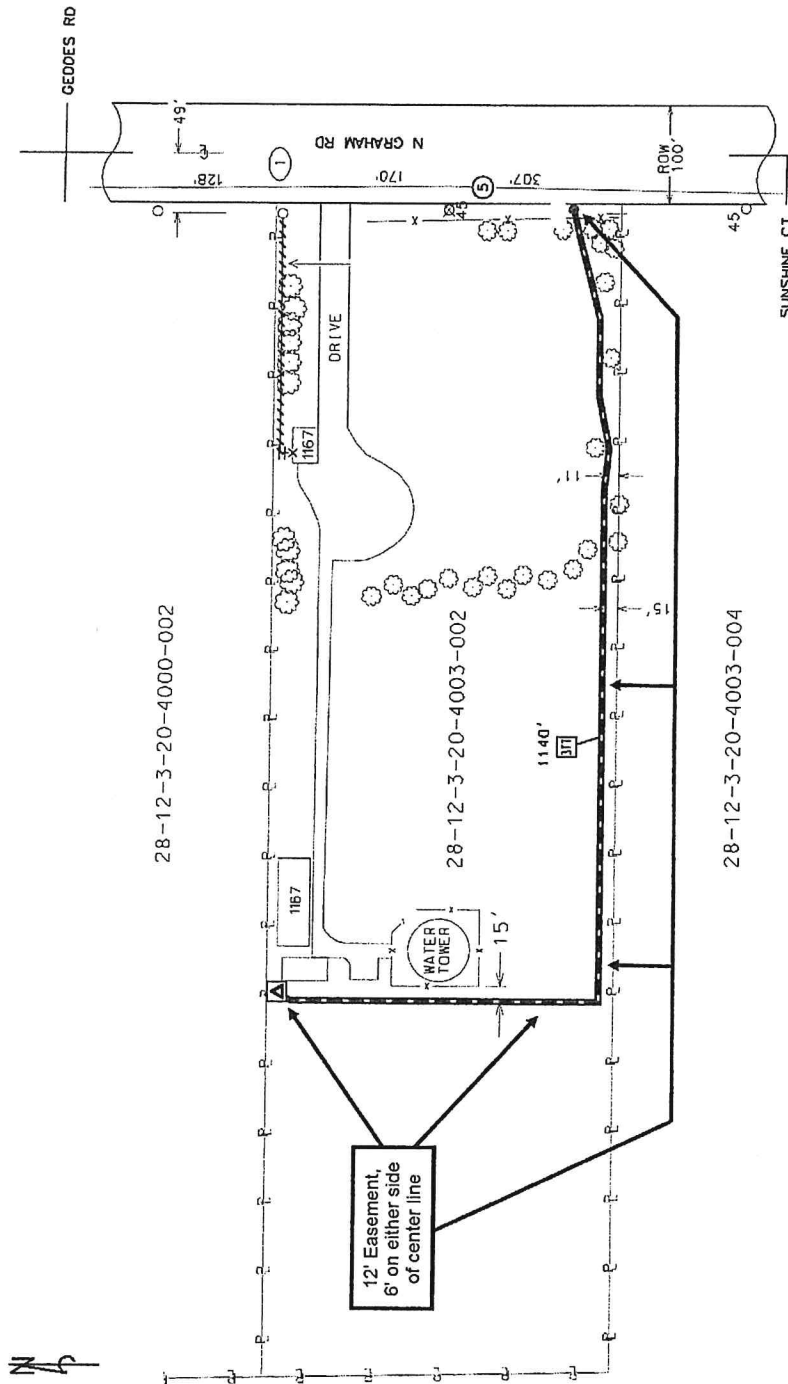 GEDDES RD
49'
N GRAHAM RD
1
128'
170'
5
307'
ROW
100'
45
45
SUNSHINE CT
DRIVE
1167
11'
15'
28-12-3-20-4000-002
28-12-3-20-4003-002
28-12-3-20-4003-004
1140'
3T7
1167
WATER
TOWER
15'
12' Easement,
6' on either side
of center line
N